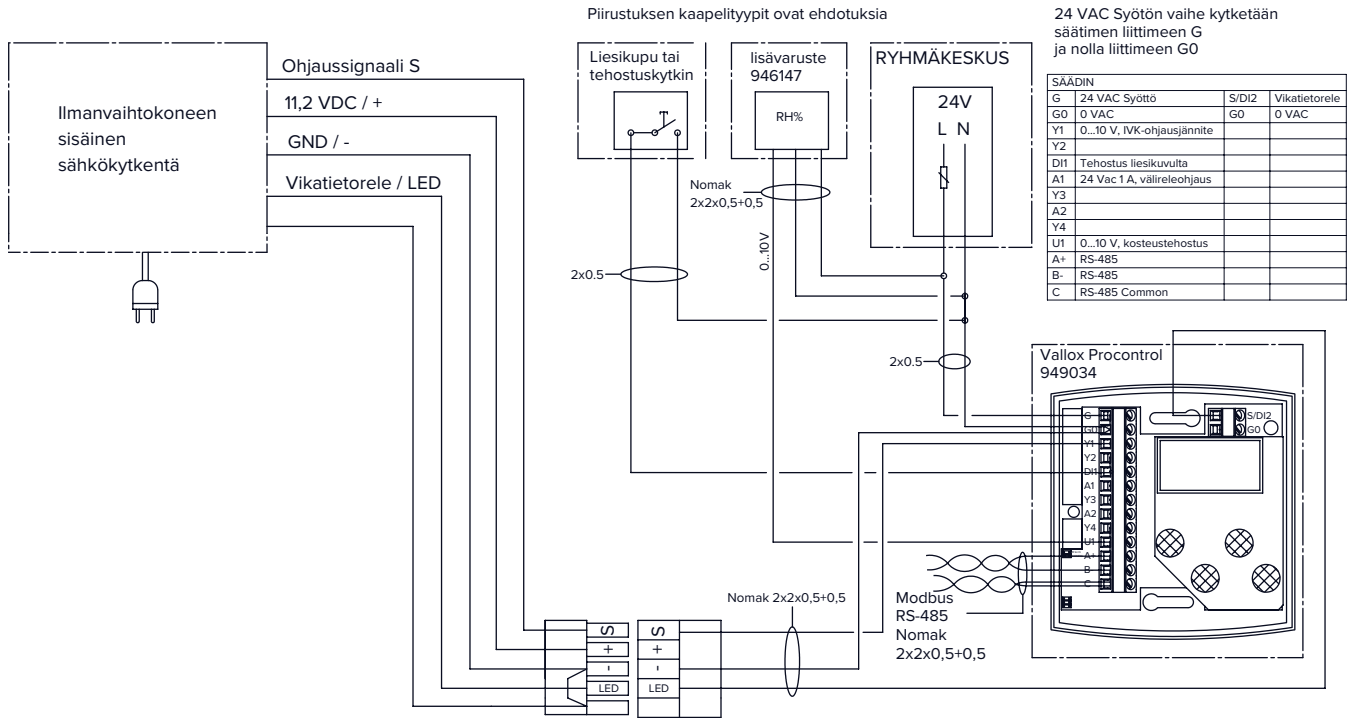 Piirustuksen kaapelityypit ovat ehdotuksia
24 VAC Syötön vaihe kytketään
säätimen liittimeen G
ja nolla liittimeen G0
Ilmanvaihtokoneen
sisäinen
sähkökytkentä
Ohjaussignaali S
11,2 VDC / +
GND / -
Vikatietorele / LED
Liesikupu tai
tehostuskytkin
lisävaruste
946147
RH%
RYHMÄKESKUS
24V
L N
Nomak
2x2x0,5+0,5
0...10 V
2x0.5
2x0.5
SÄÄDIN
G 24 VAC Syöttö S/DI2 Vikatietorele
G0 0 VAC G0 0 VAC
Y1 0...10 V, IVK-ohjausjännite
Y2
DI1 Tehostus liesikuvulta
A1 24 Vac 1 A, välireleohjaus
Y3
A2
Y4
U1 0...10 V, kosteustehostus
A+ RS-485
B- RS-485
C RS-485 Common
Vallox Procontrol
949034
G
G0
Y1
Y2
DI1
A1
Y3
A2
Y4
U1
A+
B
C
S/DI2
G0
Modbus
RS-485
Nomak
2x2x0,5+0,5
Nomak 2x2x0,5+0,5
S S
+ +
- -
LED LED